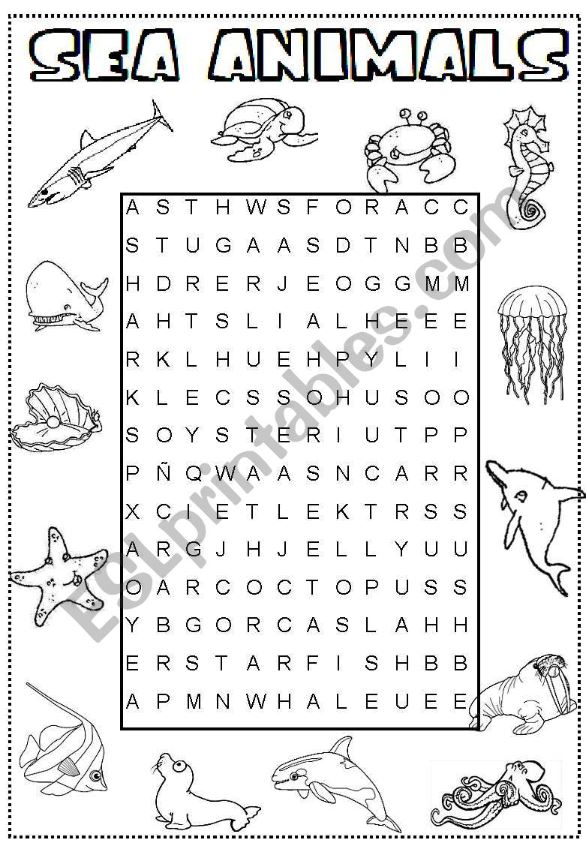 SEA ANIMALS
A S T H W S F O R A C C
S T U G A A S D T N B B
H D R E R J E O G G M M
A H T S L I A L H E E E
R K L H U E H P Y L I I
K L E C S S O H U S O O
S O Y S T E R I U T P P
P Ñ Q W A A S N C A R R
X C I E T L E K T R S S
A R G J H J E L L Y U U
O A R C O C T O P U S S
Y B G O R C A S L A H H
E R S T A R F I S H B B
A P M N W H A L E U E E
ESLprintables.com